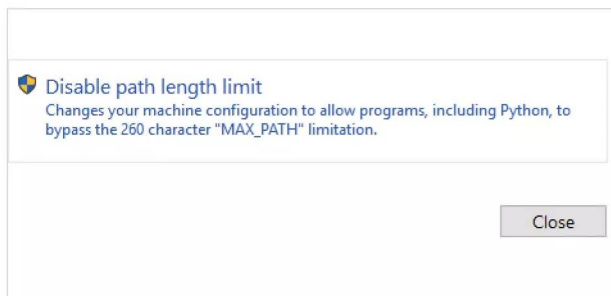 Disable path length limit
Changes your machine configuration to allow programs, including Python, to
bypass the 260 character "MAX_PATH" limitation.
Close